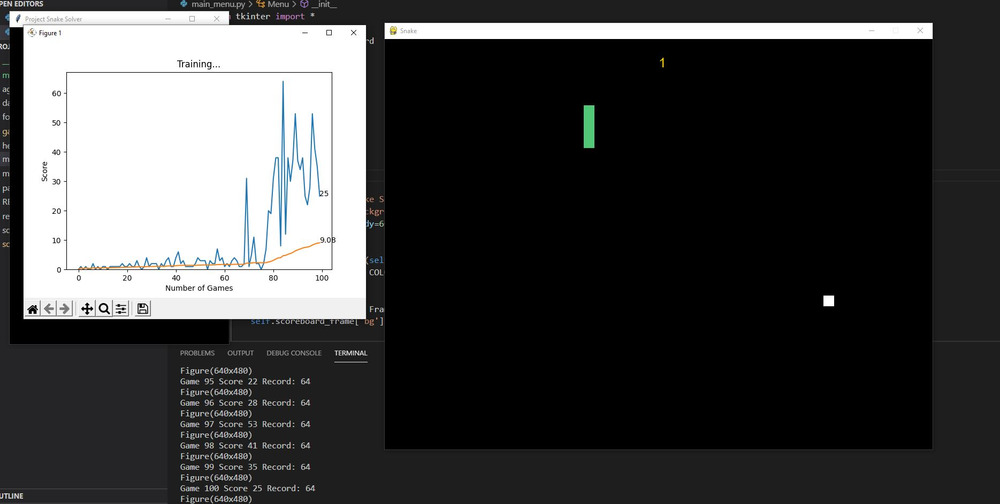 PEN EDITORS
main_menu.py > Menu > __init__
Project Snake Solver
tkinter import *
Figure 1
rd
Snake
Training...
1
60
50
40
30
20
10
0
Score
25
9.08
0 20 40 60 80 100
Number of Games
m
ag
da
fo
ga
he
m
m
pa
RE
re
sc
sc
ke S
ckgr
dy=6
(sel
COL
Fra
self.scoreboard_frame['bg']
PROBLEMS OUTPUT DEBUG CONSOLE TERMINAL
Figure(640x480)
Game 95 Score 22 Record: 64
Figure(640x480)
Game 96 Score 28 Record: 64
Figure(640x480)
Game 97 Score 53 Record: 64
Figure(640x480)
Game 98 Score 41 Record: 64
Figure(640x480)
Game 99 Score 35 Record: 64
Figure(640x480)
Game 100 Score 25 Record: 64
Figure(640x480)
UTLINE